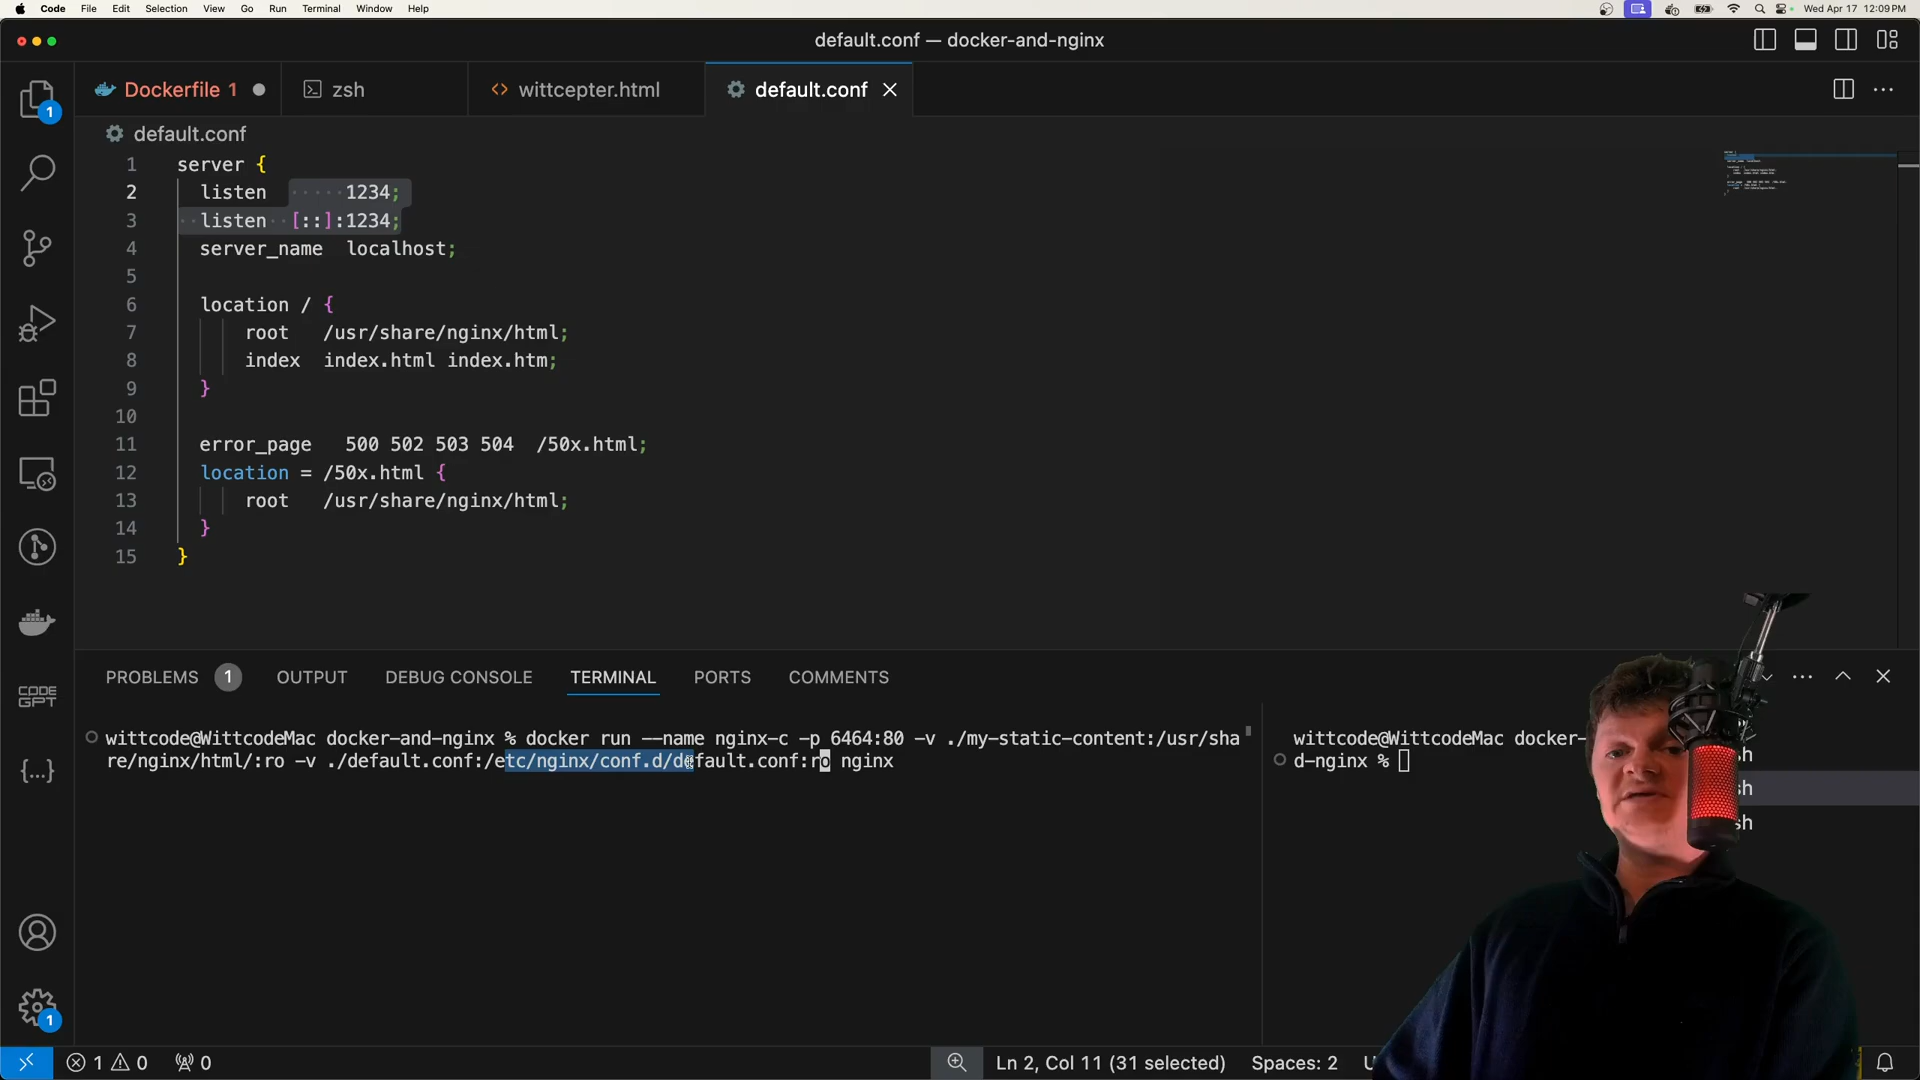 Code File Edit Selection View Go Run Terminal Window Help Wed Apr 17 12:09 PM
default.conf — docker-and-nginx
Dockerfile 1 zsh wittcepter.html default.conf
1
default.conf
1 server {
2 listen 1234;
3 listen [::]:1234;
4 server_name localhost;
5
6 location / {
7 root /usr/share/nginx/html;
8 index index.html index.htm;
9 }
10
11 error_page 500 502 503 504 /50x.html;
12 location = /50x.html {
13 root /usr/share/nginx/html;
14 }
15 }
PROBLEMS 1 OUTPUT DEBUG CONSOLE TERMINAL PORTS COMMENTS
CODE
GPT
wittcode@WittcodeMac docker-and-nginx % docker run --name nginx-c -p 6464:80 -v ./my-static-content:/usr/sha
re/nginx/html/:ro -v ./default.conf:/etc/nginx/conf.d/default.conf:ro nginx
wittcode@WittcodeMac docker-
d-nginx %
sh
sh
sh
1
1 0 0 Ln 2, Col 11 (31 selected) Spaces: 2 U